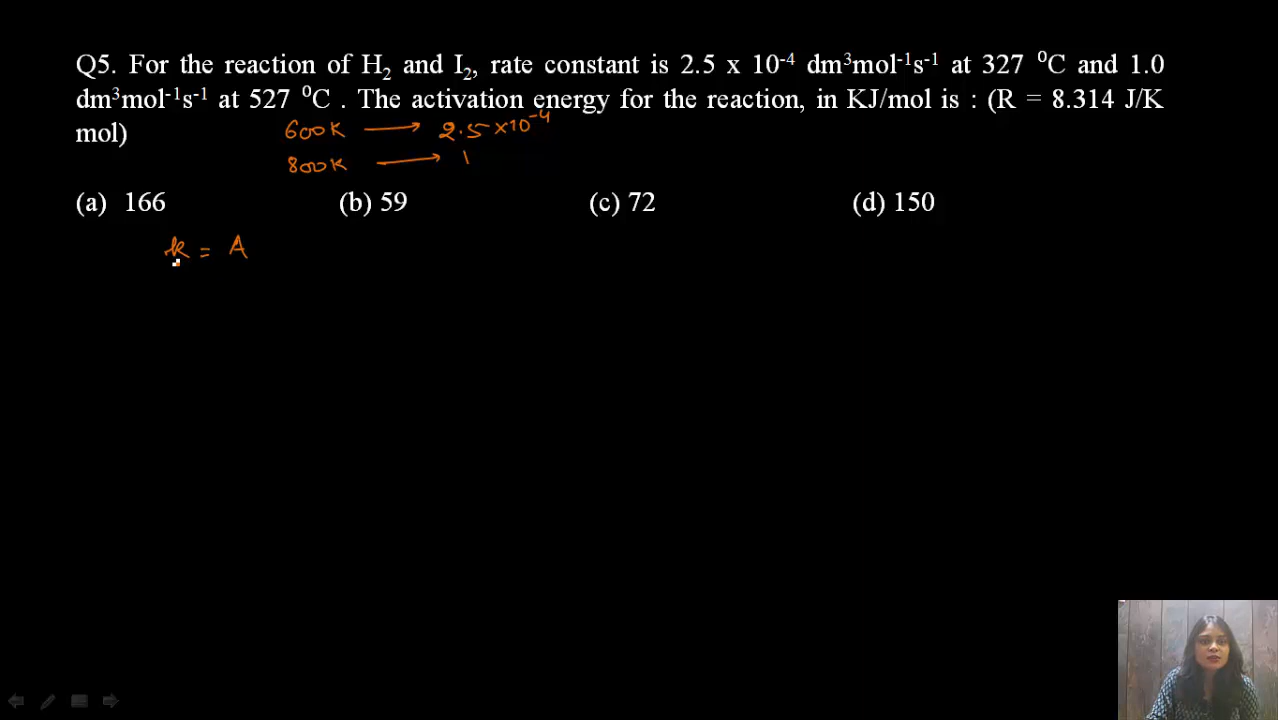 Q5. For the reaction of H₂ and I₂, rate constant is 2.5 x 10⁻⁴ dm³mol⁻¹s⁻¹ at 327 ⁰C and 1.0
dm³mol⁻¹s⁻¹ at 527 ⁰C . The activation energy for the reaction, in KJ/mol is : (R = 8.314 J/K
mol)
600K ⟶ 2.5 × 10⁻⁴
800K ⟶ 1
(a) 166 (b) 59 (c) 72 (d) 150
k = A